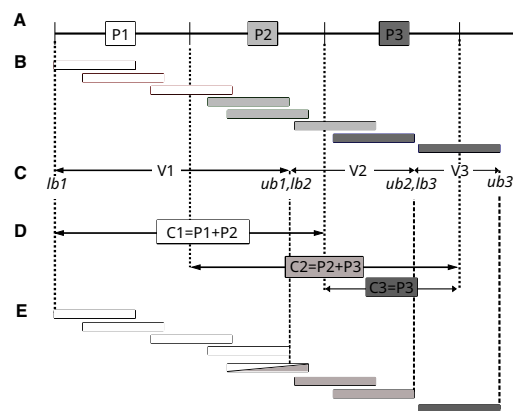 A P1 P2 P3
B
C V1 V2 V3
lb1 ub1,lb2 ub2,lb3 ub3
D C1=P1+P2
C2=P2+P3
C3=P3
E